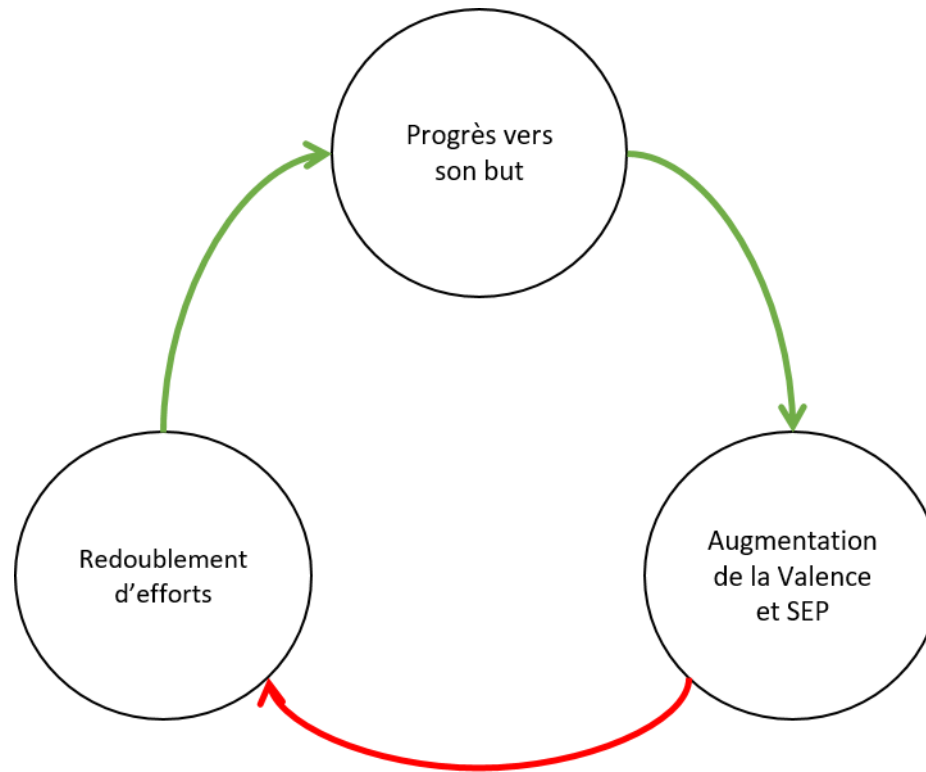 Progrès vers
son but
Redoublement
d’efforts
Augmentation
de la Valence
et SEP